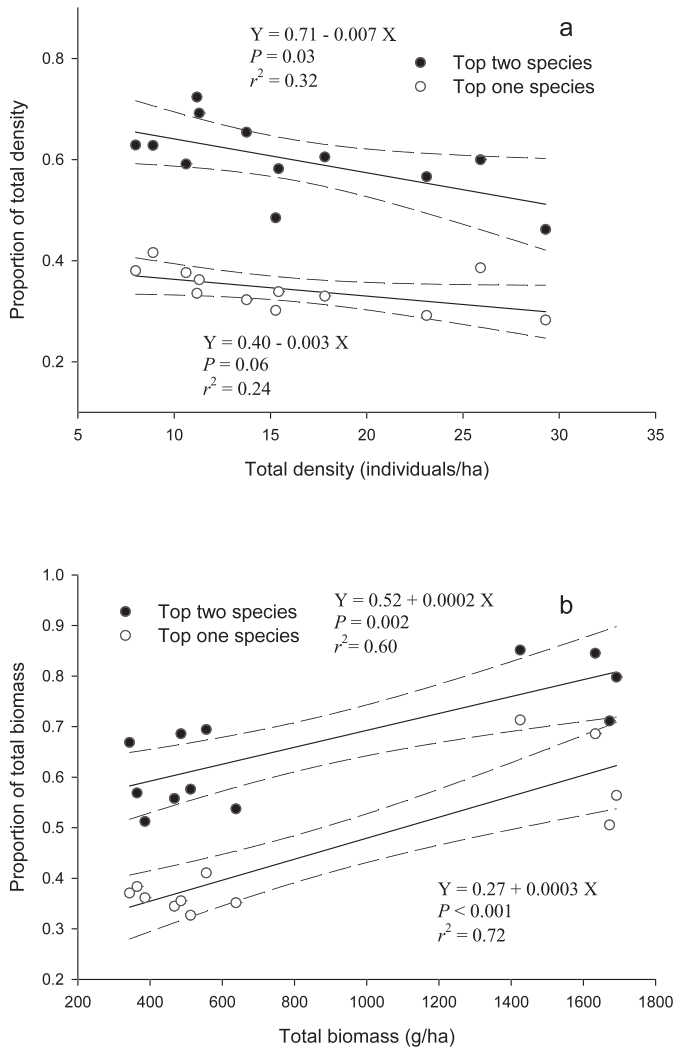 Y = 0.71 - 0.007 X
P = 0.03
r² = 0.32
a
Top two species
Top one species
0.8
0.6
0.4
0.2
Proportion of total density
Y = 0.40 - 0.003 X
P = 0.06
r² = 0.24
5 10 15 20 25 30 35
Total density (individuals/ha)
Top two species
Top one species
Y = 0.52 + 0.0002 X
P = 0.002
r²= 0.60
b
1.0
0.9
0.8
0.7
0.6
0.5
0.4
0.3
0.2
Proportion of total biomass
Y = 0.27 + 0.0003 X
P < 0.001
r² = 0.72
200 400 600 800 1000 1200 1400 1600 1800
Total biomass (g/ha)